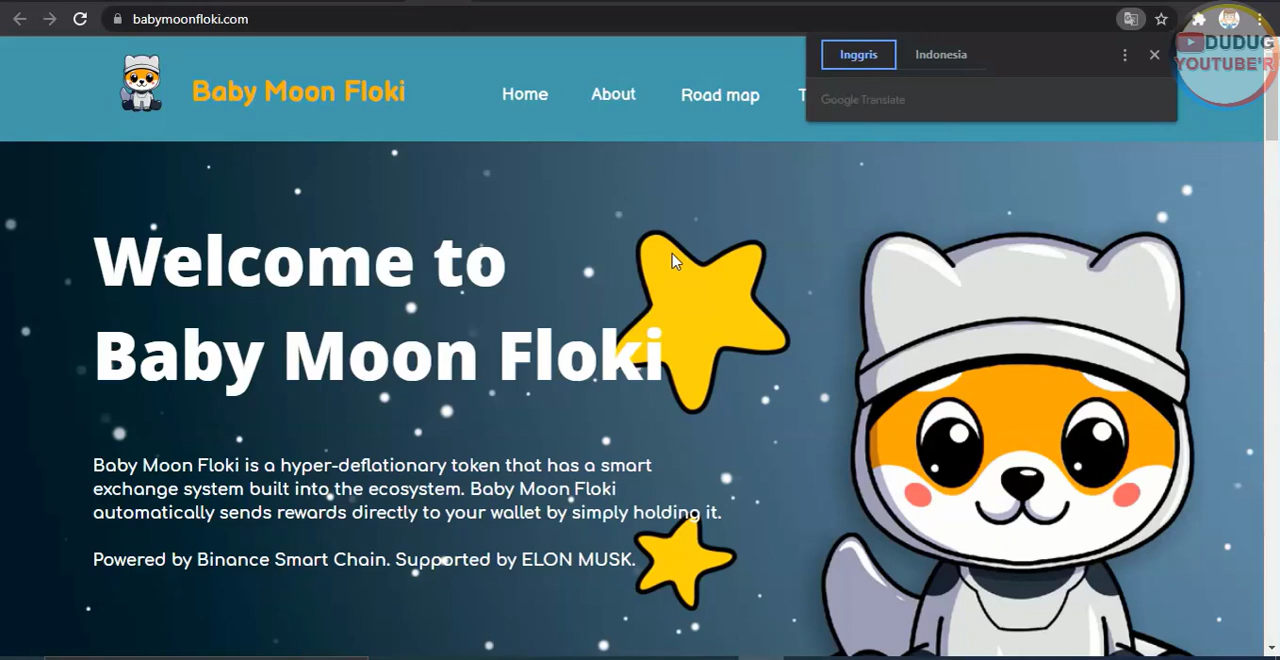 babymoonfloki.com
DUDUG
YOUTUBE'R
Inggris
Indonesia
Google Translate
Baby Moon Floki
Home
About
Road map
T
Welcome to
Baby Moon Floki
Baby Moon Floki is a hyper-deflationary token that has a smart
exchange system built into the ecosystem. Baby Moon Floki
automatically sends rewards directly to your wallet by simply holding it.
Powered by Binance Smart Chain. Supported by ELON MUSK.